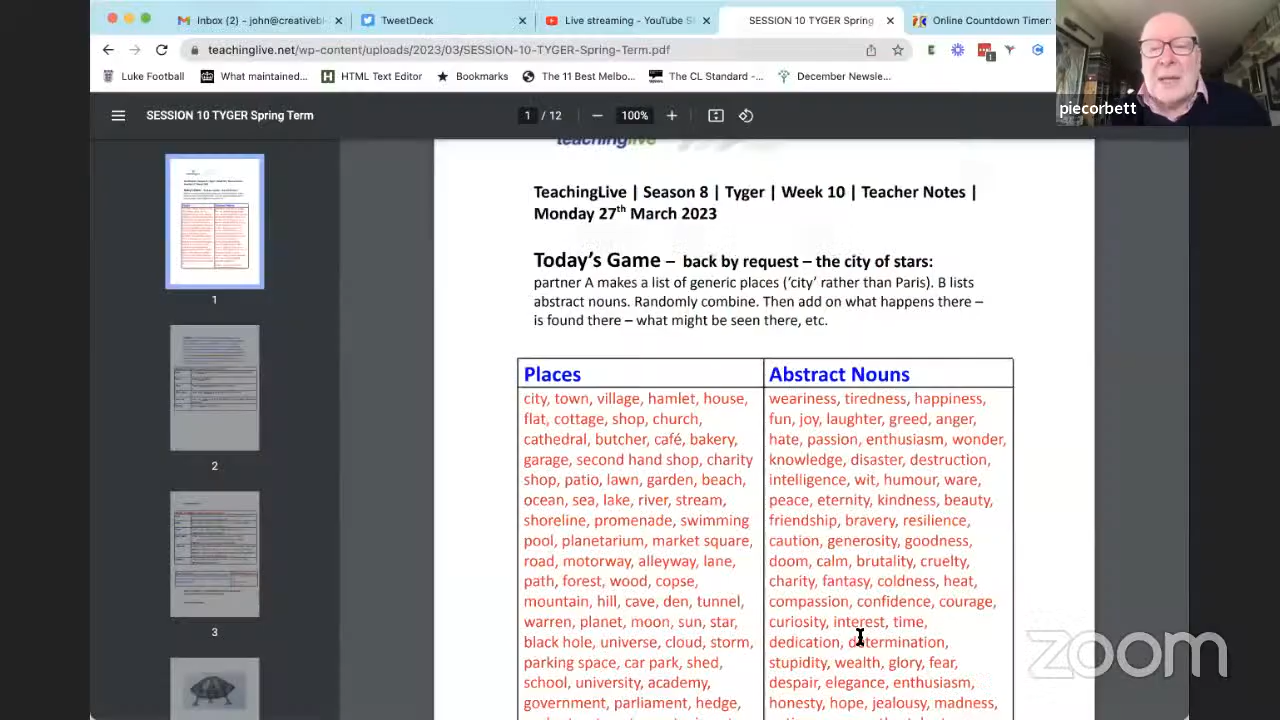 Inbox (2) - john@creativebl
TweetDeck
Live streaming - YouTube S
SESSION 10 TYGER Spring
Online Countdown Timer:
teachinglive.net/wp-content/uploads/2023/03/SESSION-10-TYGER-Spring-Term.pdf
Luke Football
What maintained...
HTML Text Editor
Bookmarks
The 11 Best Melbo...
The CL Standard -...
December Newsle...
piecorbett
SESSION 10 TYGER Spring Term
1 / 12
100%
teachinglive
TeachingLive | Season 8 | Tyger | Week 10 | Teacher Notes |
Monday 27th March 2023
Today's Game – back by request – the city of stars:
partner A makes a list of generic places ('city' rather than Paris). B lists
abstract nouns. Randomly combine. Then add on what happens there –
is found there – what might be seen there, etc.
Places
city, town, village, hamlet, house,
flat, cottage, shop, church,
cathedral, butcher, café, bakery,
garage, second hand shop, charity
shop, patio, lawn, garden, beach,
ocean, sea, lake, river, stream,
shoreline, promenade, swimming
pool, planetarium, market square,
road, motorway, alleyway, lane,
path, forest, wood, copse,
mountain, hill, cave, den, tunnel,
warren, planet, moon, sun, star,
black hole, universe, cloud, storm,
parking space, car park, shed,
school, university, academy,
government, parliament, hedge,
Abstract Nouns
weariness, tiredness, happiness,
fun, joy, laughter, greed, anger,
hate, passion, enthusiasm, wonder,
knowledge, disaster, destruction,
intelligence, wit, humour, ware,
peace, eternity, kindness, beauty,
friendship, bravery, resilience,
caution, generosity, goodness,
doom, calm, brutality, cruelty,
charity, fantasy, coldness, heat,
compassion, confidence, courage,
curiosity, interest, time,
dedication, determination,
stupidity, wealth, glory, fear,
despair, elegance, enthusiasm,
honesty, hope, jealousy, madness,
1
2
3
zoom